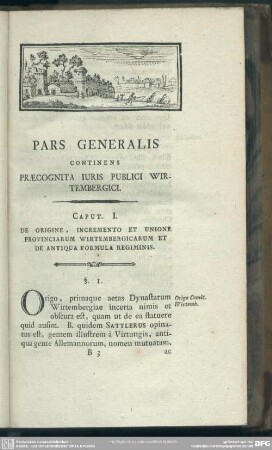 PARS GENERALIS
CONTINENS
PRÆCOGNITA IURIS PUBLICI WIR-
TEMBERGICI.
CAPUT. I.
DE ORIGINE, INCREMENTO ET UNIONE
PROVINCIARUM WIRTEMBERGICARUM ET
DE ANTIQUA FORMULA REGIMINIS.
§. I.
Origo, primaque aetas Dynastarum
Wirtembergiae incerta nimis et
obscura est, quam ut de ea statuere
quid ausint. B. quidem SATTLERUS opina-
tus est, gentem illustrem à Virtungis, anti-
qua gente Allemannorum, nomen mutuatam,
Origo Comit.
Wirtemb.
B 3
ac